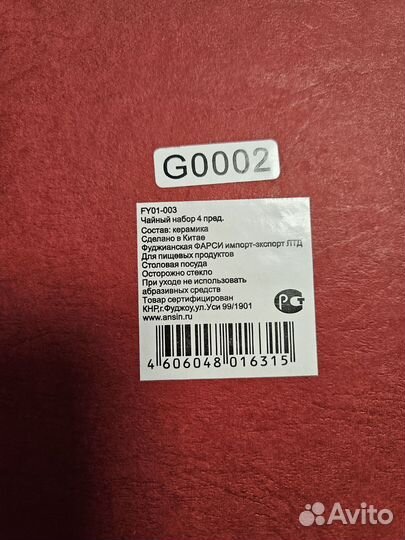 G0002
FY01-003
Чайный набор 4 пред.
Состав: керамика
Сделано в Китае
Фуджианская ФАРСИ импорт-экспорт ЛТД
Для пищевых продуктов
Столовая посуда
Осторожно стекло
При уходе не использовать
абразивных средств
Товар сертифицирован
КНР,г.Фуджоу,ул.Уси 99/1901
www.ansin.ru
4 606048 016315
Avito